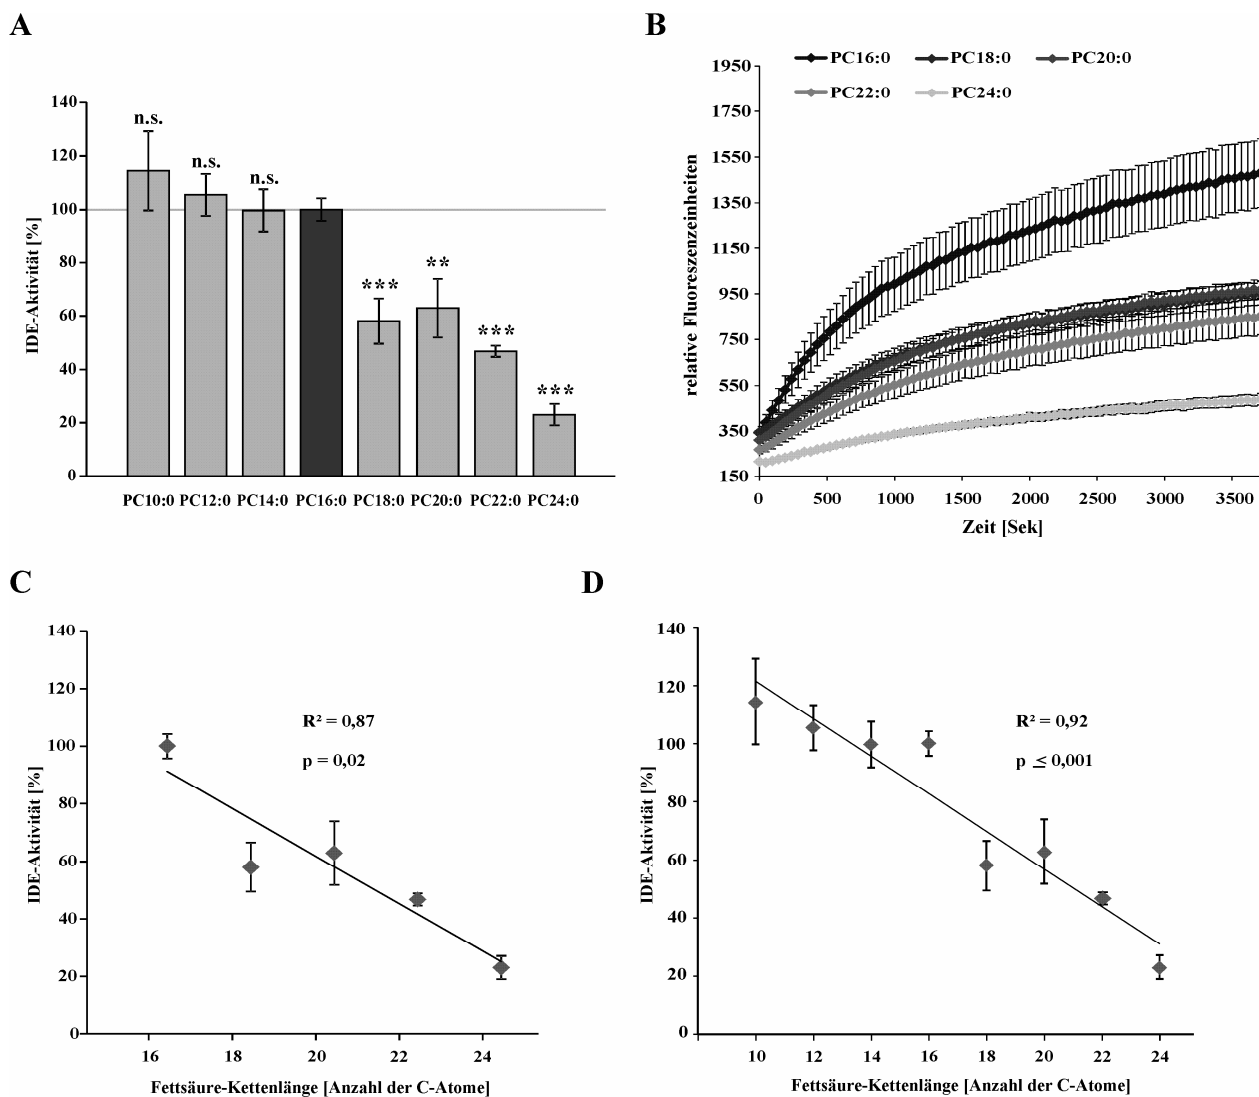 A
140
120
100
80
60
40
20
0
IDE-Aktivität [%]
n.s.
n.s.
n.s.
***
**
***
***
PC10:0 PC12:0 PC14:0 PC16:0 PC18:0 PC20:0 PC22:0 PC24:0
B
PC16:0 PC18:0 PC20:0
PC22:0 PC24:0
1950
1750
1550
1350
1150
950
750
550
350
150
relative Fluoreszenzeinheiten
0 500 1000 1500 2000 2500 3000 3500
Zeit [Sek]
C
140
120
100
80
60
40
20
0
IDE-Aktivität [%]
R² = 0,87
p = 0,02
16 18 20 22 24
Fettsäure-Kettenlänge [Anzahl der C-Atome]
D
140
120
100
80
60
40
20
0
IDE-Aktivität [%]
R² = 0,92
p ≤ 0,001
10 12 14 16 18 20 22 24
Fettsäure-Kettenlänge [Anzahl der C-Atome]